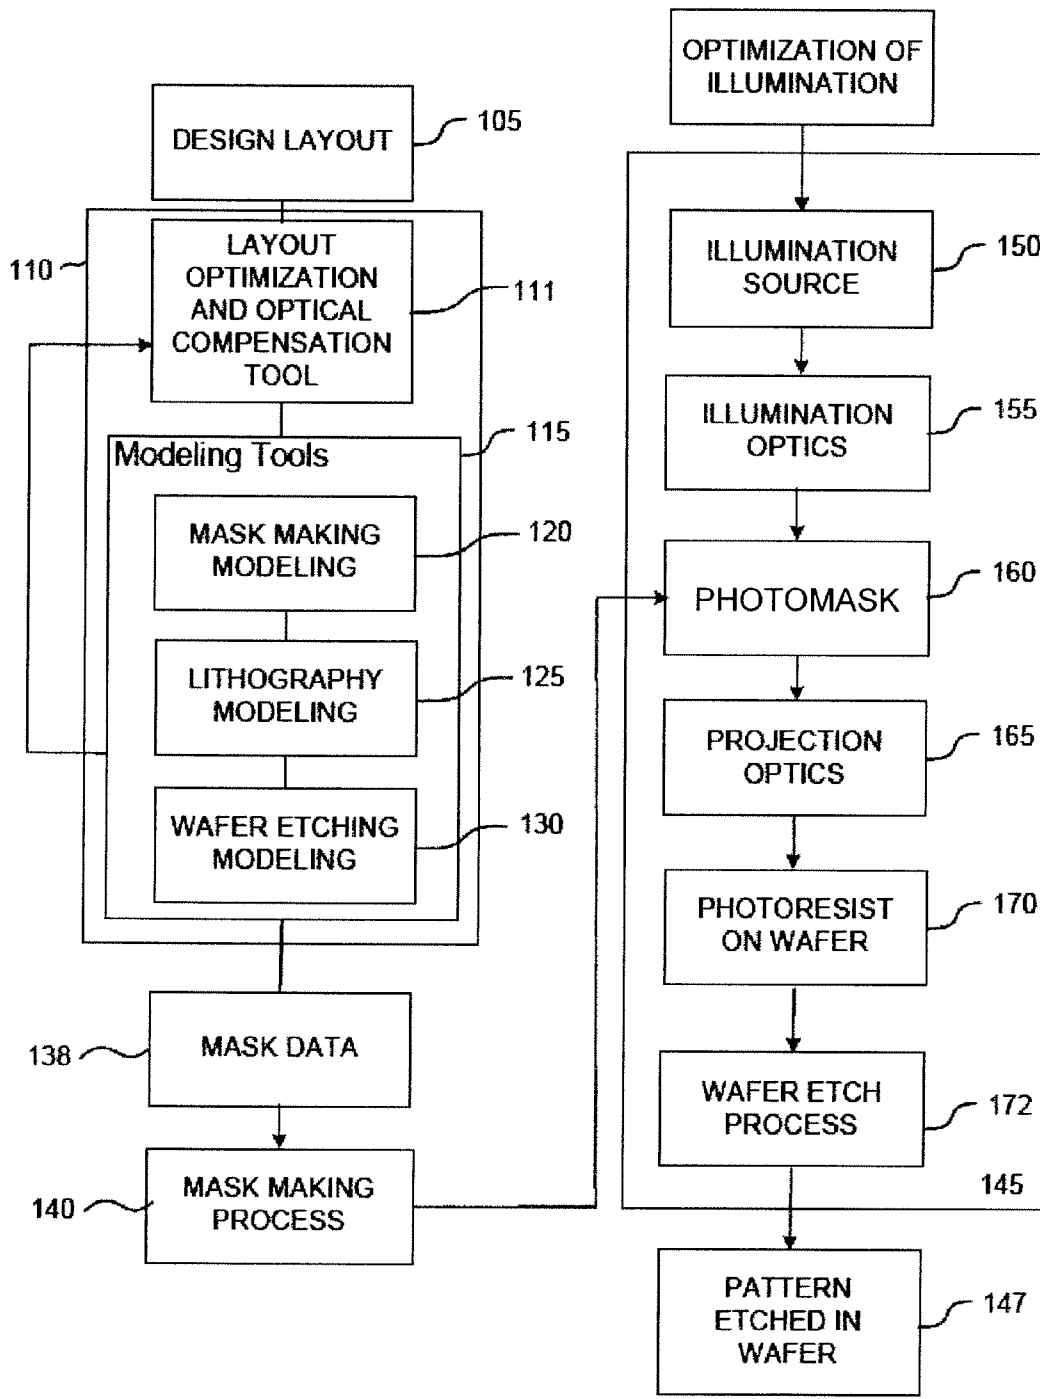 DESIGN LAYOUT
105
110
LAYOUT
OPTIMIZATION
AND OPTICAL
COMPENSATION
TOOL
111
115
Modeling Tools
MASK MAKING
MODELING
120
LITHOGRAPHY
MODELING
125
WAFER ETCHING
MODELING
130
138
MASK DATA
140
MASK MAKING
PROCESS
OPTIMIZATION OF
ILLUMINATION
ILLUMINATION
SOURCE
150
ILLUMINATION
OPTICS
155
PHOTOMASK
160
PROJECTION
OPTICS
165
PHOTORESIST
ON WAFER
170
WAFER ETCH
PROCESS
172
145
PATTERN
ETCHED IN
WAFER
147